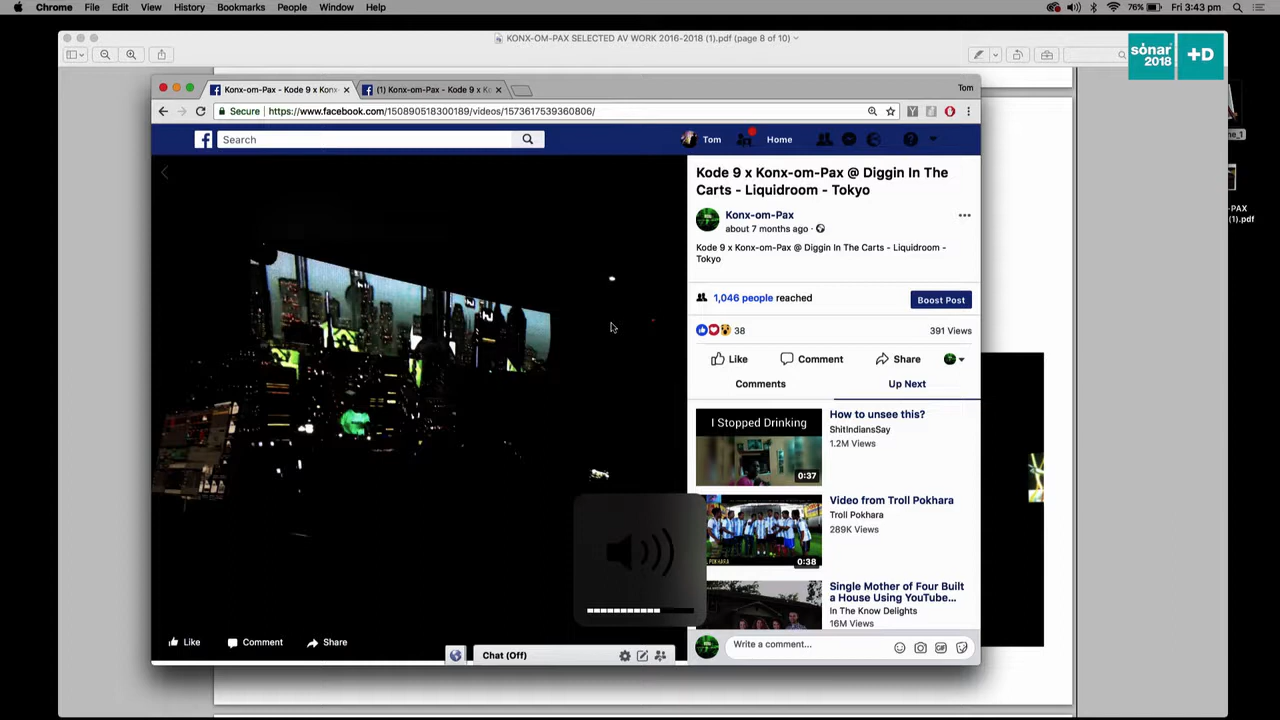 Chrome File Edit View History Bookmarks People Window Help 76% Fri 3:43 pm
KONX-OM-PAX SELECTED AV WORK 2016-2018 (1).pdf (page 8 of 10)
sónar
2018
+D
Konx-om-Pax - Kode 9 x Konx-
(1) Konx-om-Pax - Kode 9 x K
Tom
Secure https://www.facebook.com/150890518300189/videos/1573617539360806/
Search
Tom Home
Kode 9 x Konx-om-Pax @ Diggin In The
Carts - Liquidroom - Tokyo
Konx-om-Pax
about 7 months ago ·
Kode 9 x Konx-om-Pax @ Diggin In The Carts - Liquidroom -
Tokyo
1,046 people reached
Boost Post
38
391 Views
Like Comment Share
Comments Up Next
I Stopped Drinking
0:37
How to unsee this?
ShitIndiansSay
1.2M Views
0:38
Video from Troll Pokhara
Troll Pokhara
289K Views
Single Mother of Four Built
a House Using YouTube...
In The Know Delights
16M Views
Like Comment Share
Chat (Off)
Write a comment...
-PAX
(1).pdf